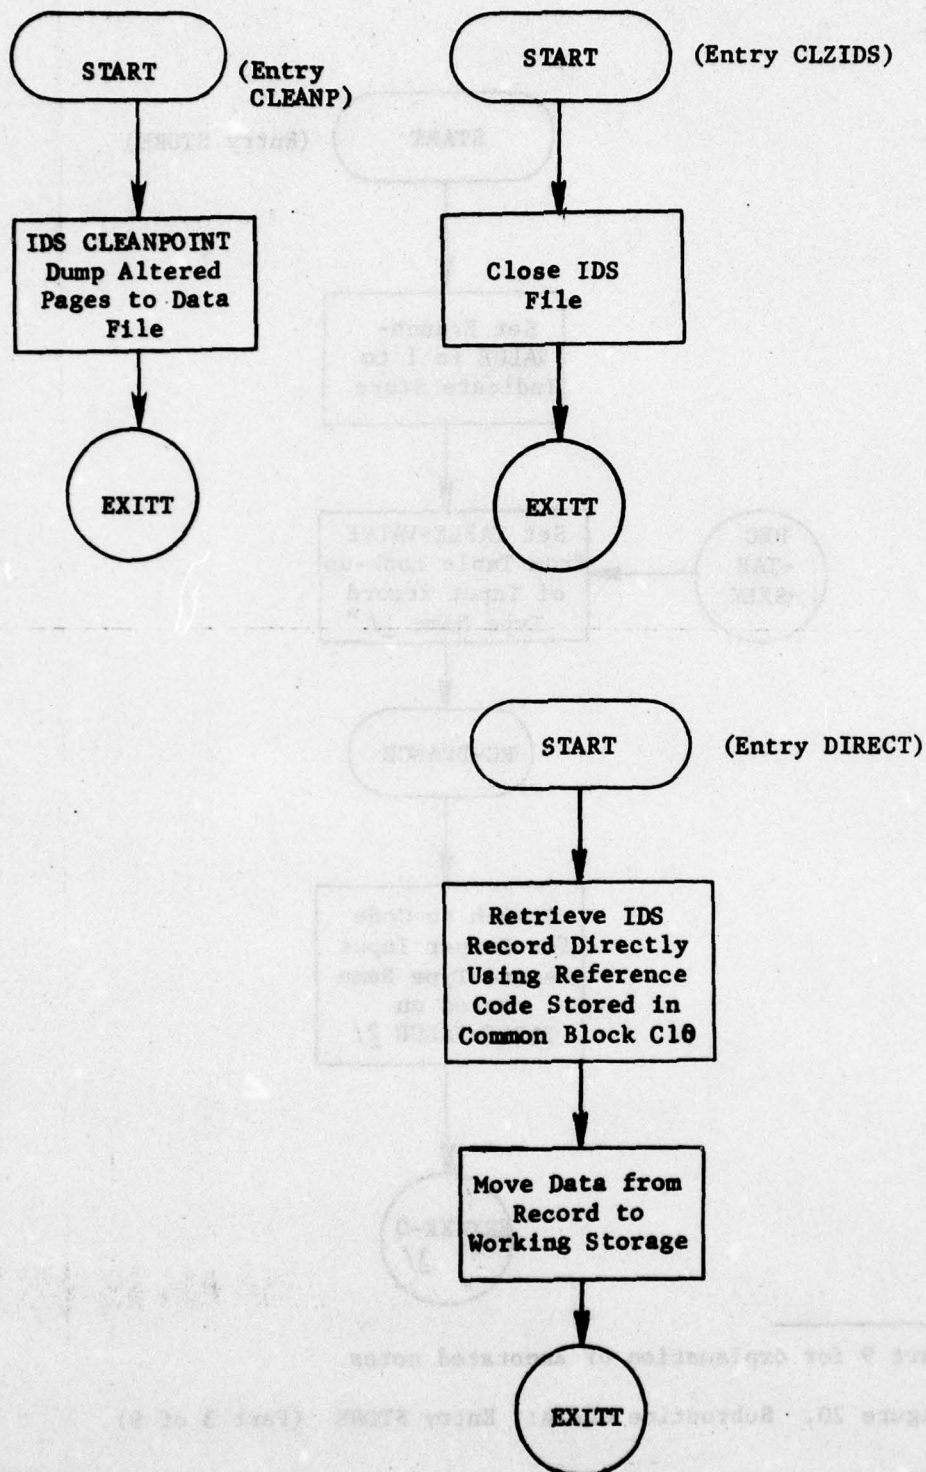 START
(Entry
CLEANP)
IDS CLEANPOINT
Dump Altered
Pages to Data
File
EXITT
START
(Entry CLZIDS)
Close IDS
File
EXITT
START
(Entry DIRECT)
Retrieve IDS
Record Directly
Using Reference
Code Stored in
Common Block C10
Move Data from
Record to
Working Storage
EXITT